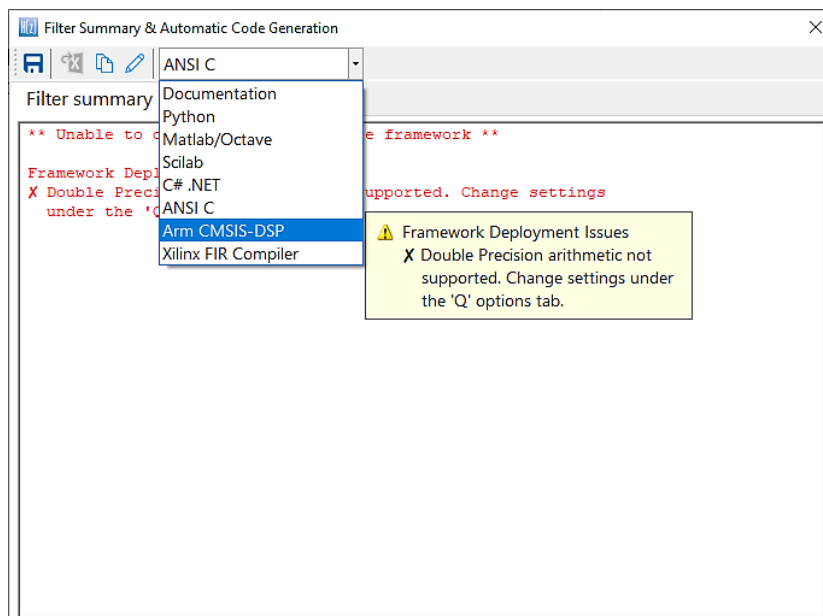 H(z) Filter Summary & Automatic Code Generation
ANSI C
Filter summary
Documentation
Python
Matlab/Octave
Scilab
C# .NET
ANSI C
Arm CMSIS-DSP
Xilinx FIR Compiler
** Unable to e framework **
Framework Depl
✗ Double Preci upported. Change settings
under the 'Q
⚠ Framework Deployment Issues
✗ Double Precision arithmetic not
supported. Change settings under
the 'Q' options tab.